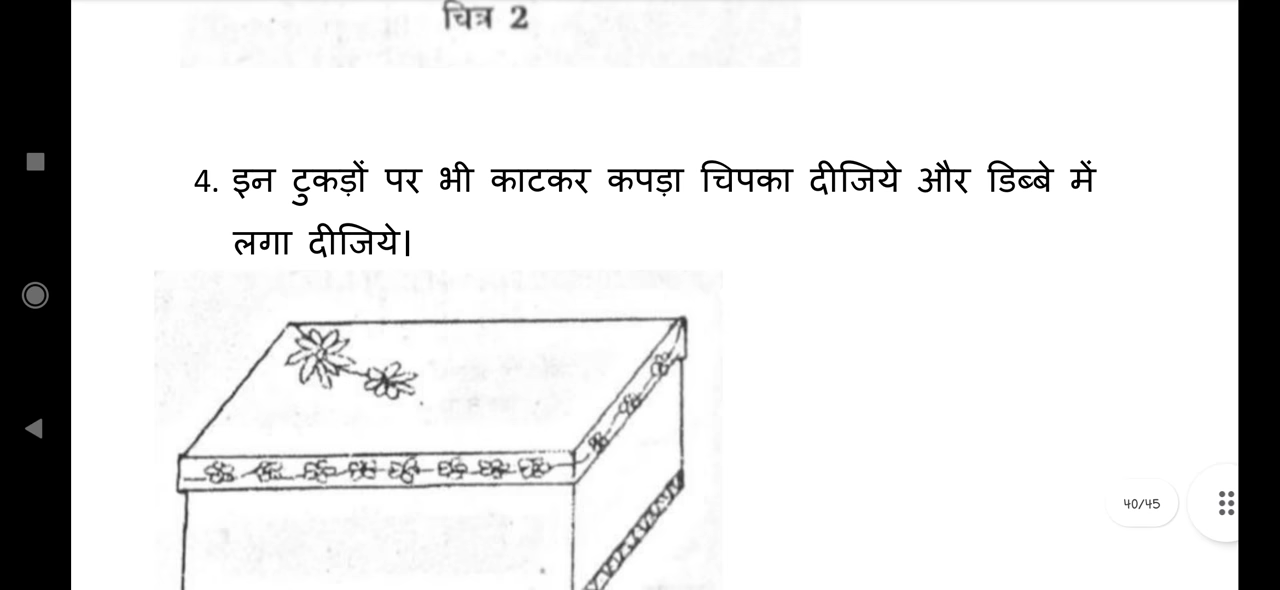 चित्र 2
4. इन टुकड़ों पर भी काटकर कपड़ा चिपका दीजिये और डिब्बे में
लगा दीजिये।
40/45